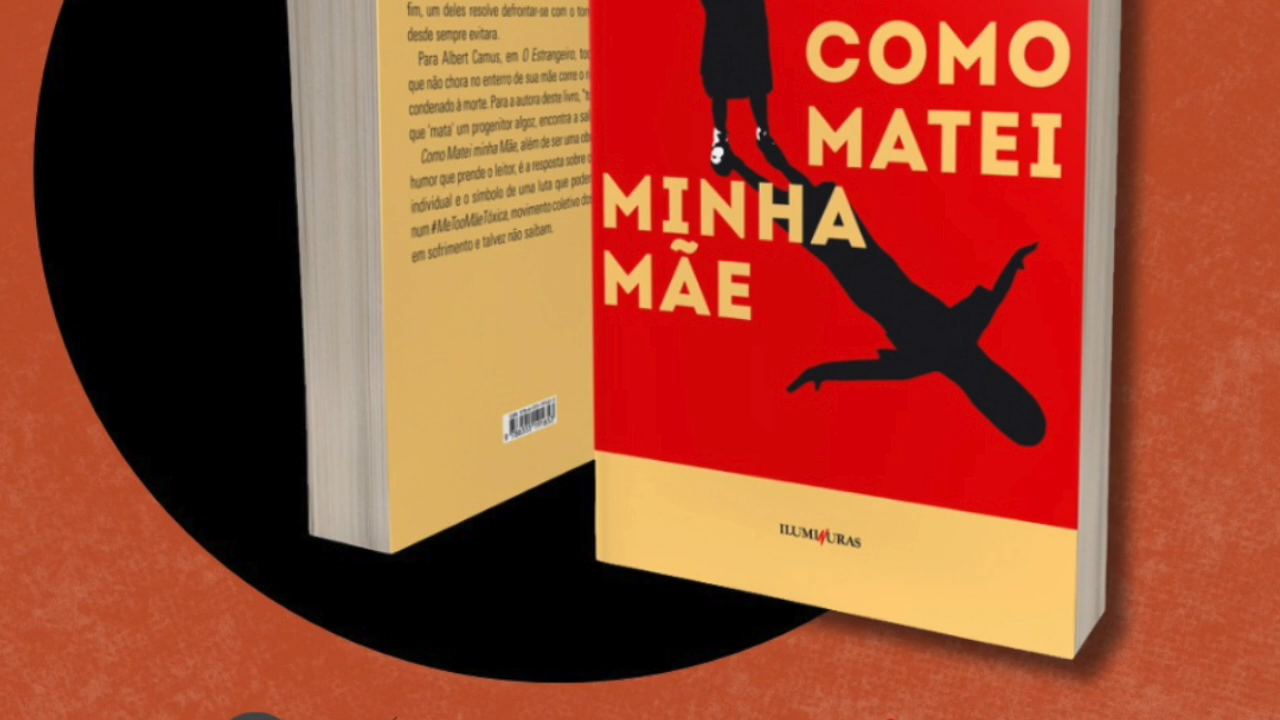 fim, um deles resolve defrontar-se com o
desde sempre evitara.
Para Albert Camus, em O Estrangeiro,
que não chora no enterro de sua mãe corre o
condenado à morte. Para a autora deste livro,
que 'mata' um progenitor algoz, encontra a
Como Matei minha Mãe, além de ser uma
humor que prende o leitor, é a resposta sobre
individual e o símbolo de uma luta que
num #MeTooMãeTóxica, movimento coletivo
em sofrimento e talvez não saibam.
COMO
MATEI
MINHA
MÃE
ILUMINURAS